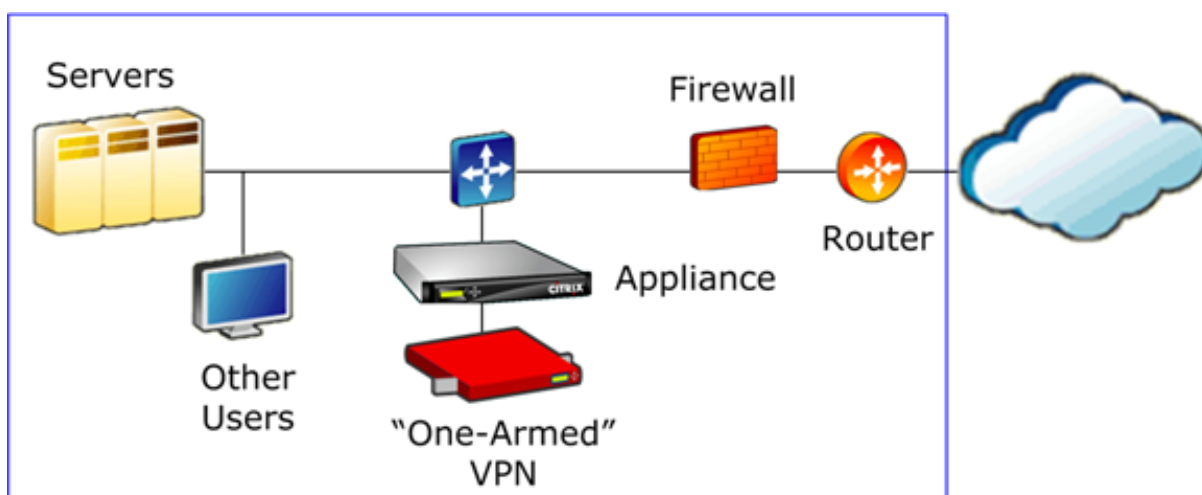 Servers
Firewall
Router
Appliance
CITRIX
Other
Users
“One-Armed”
VPN